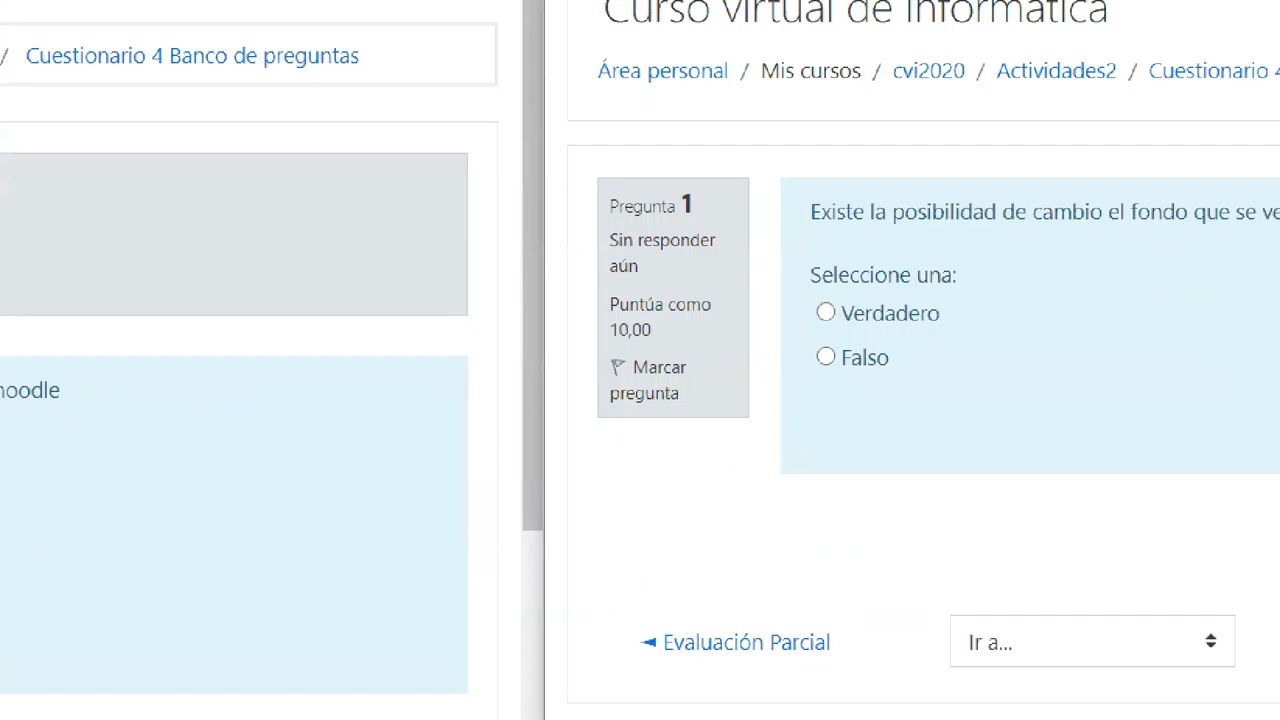 / Cuestionario 4 Banco de preguntas
moodle
Curso virtual de informática
Área personal / Mis cursos / cvi2020 / Actividades2 / Cuestionario 4
Pregunta 1
Sin responder
aún
Puntúa como
10,00
Marcar
pregunta
Existe la posibilidad de cambio el fondo que se ve
Seleccione una:
Verdadero
Falso
◄ Evaluación Parcial
Ir a...